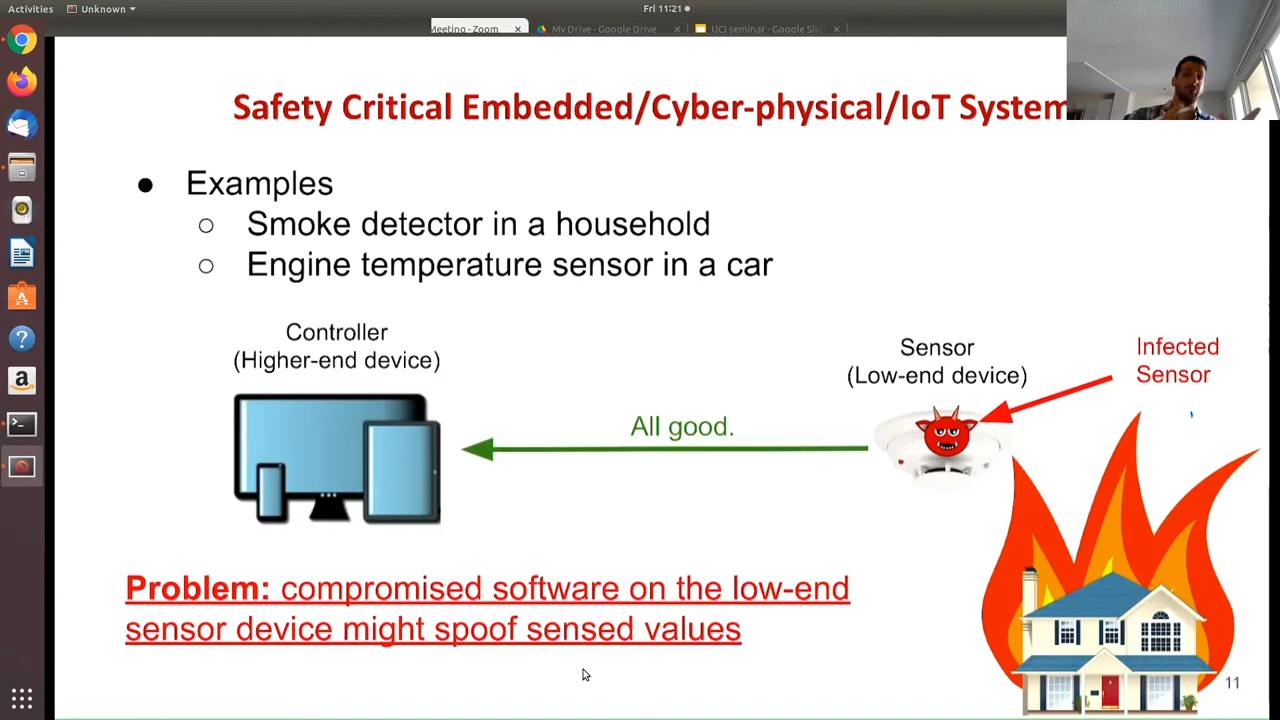 Activities
Unknown
Fri 11:21
Meeting - Zoom
My Drive - Google Drive
UCI seminar - Google Sli
Safety Critical Embedded/Cyber-physical/IoT System
● Examples
○ Smoke detector in a household
○ Engine temperature sensor in a car
Controller
(Higher-end device)
Sensor
(Low-end device)
Infected
Sensor
All good.
Problem: compromised software on the low-end
sensor device might spoof sensed values
11